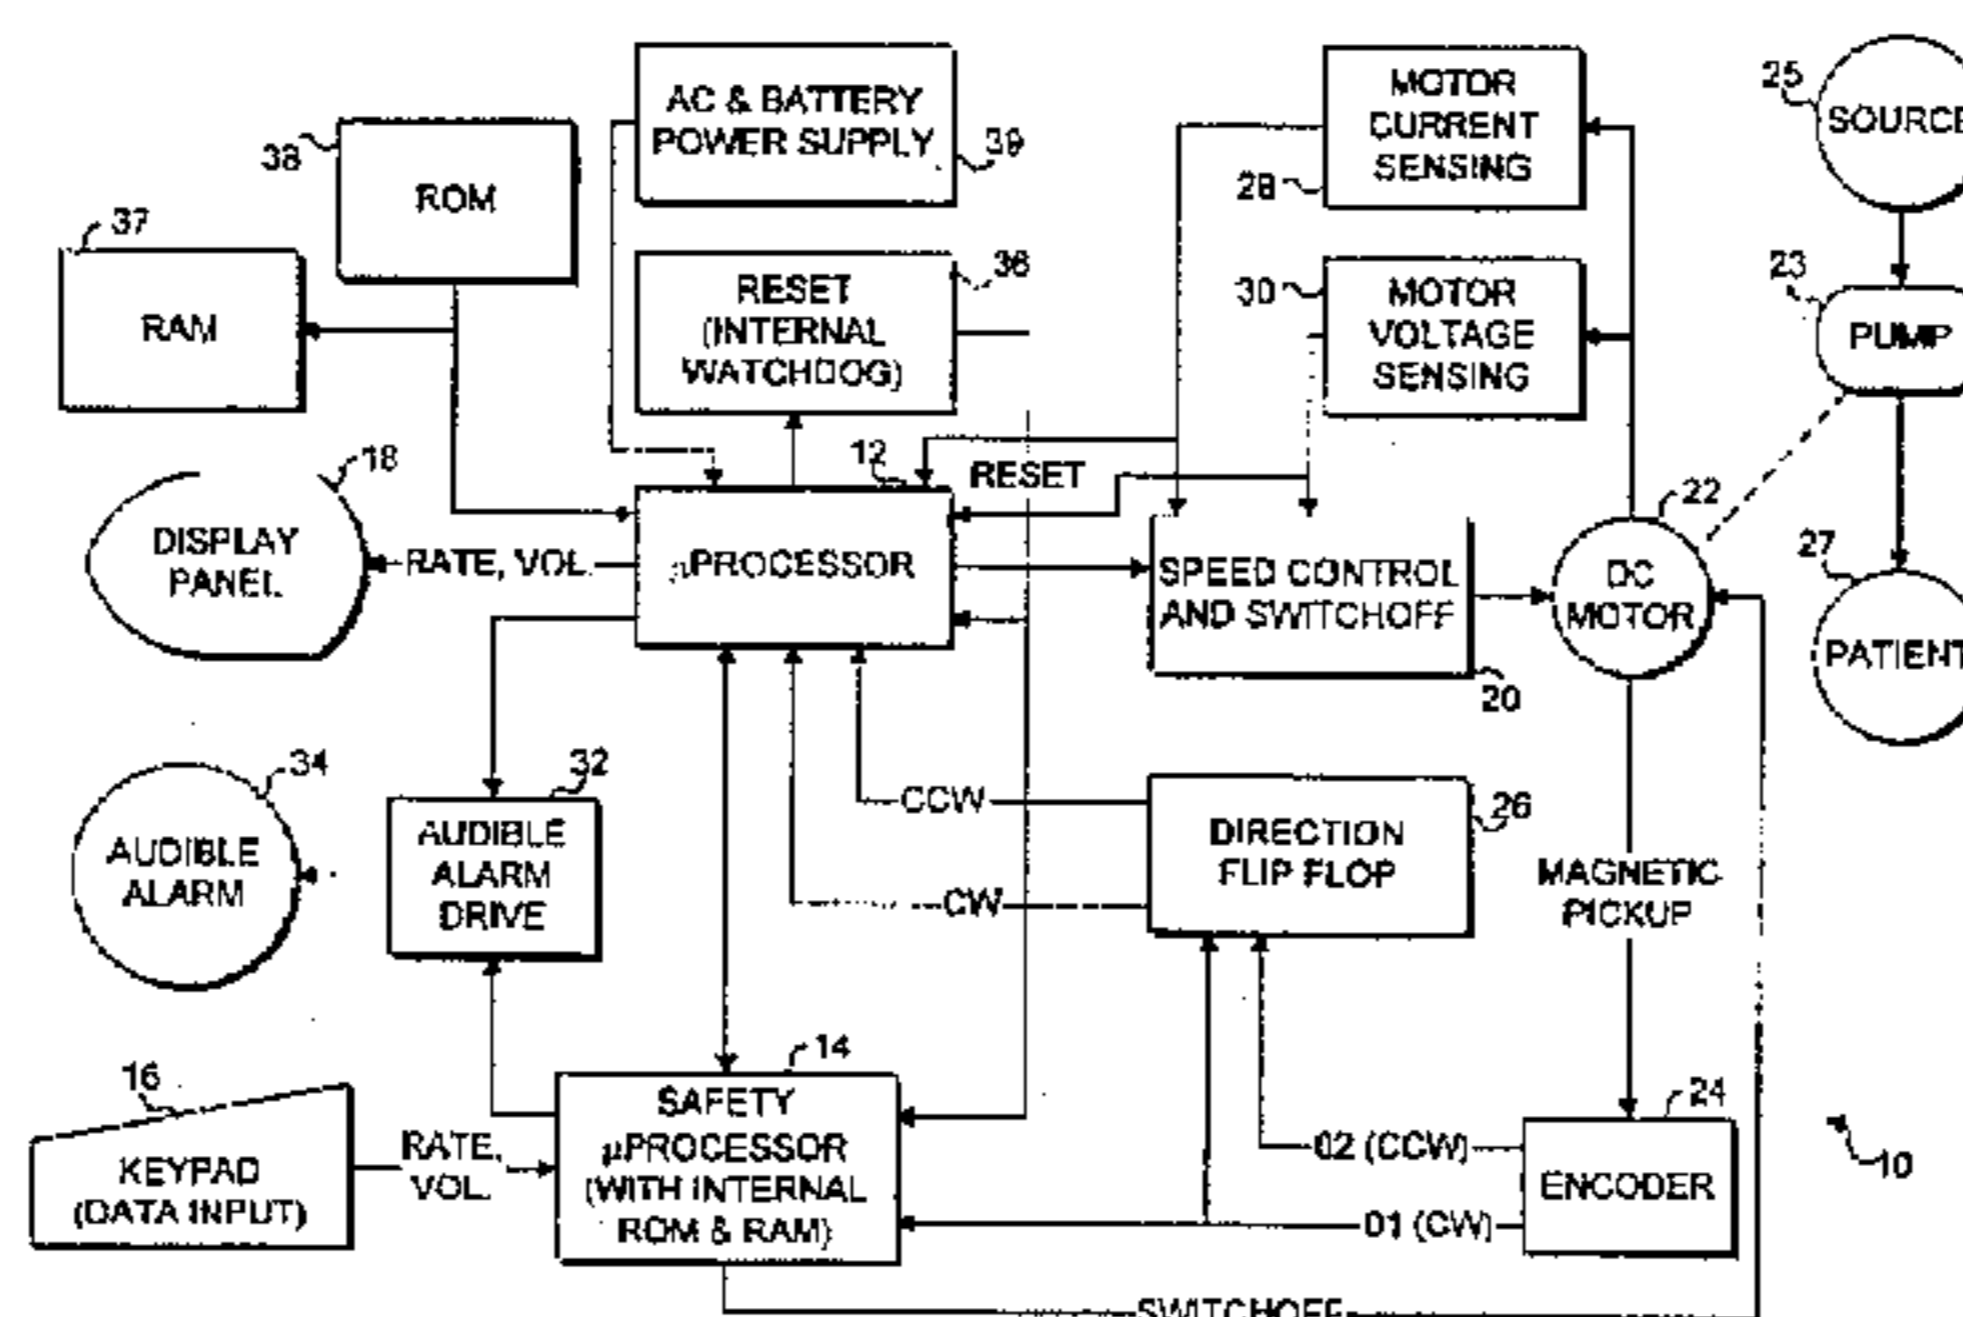 AC & BATTERY
POWER SUPPLY
39
MOTOR
CURRENT
SENSING
28
25
SOURCE
38
ROM
37
RAM
RESET
(INTERNAL
WATCHDOG)
36
30
MOTOR
VOLTAGE
SENSING
23
PUMP
18
DISPLAY
PANEL
RATE, VOL.
12
µPROCESSOR
RESET
SPEED CONTROL
AND SWITCHOFF
20
22
DC
MOTOR
27
PATIENT
34
AUDIBLE
ALARM
32
AUDIBLE
ALARM
DRIVE
CCW
CW
DIRECTION
FLIP FLOP
26
MAGNETIC
PICKUP
16
KEYPAD
(DATA INPUT)
RATE,
VOL.
14
SAFETY
µPROCESSOR
(WITH INTERNAL
ROM & RAM)
02 (CCW)
01 (CW)
24
ENCODER
10
SWITCHOFF